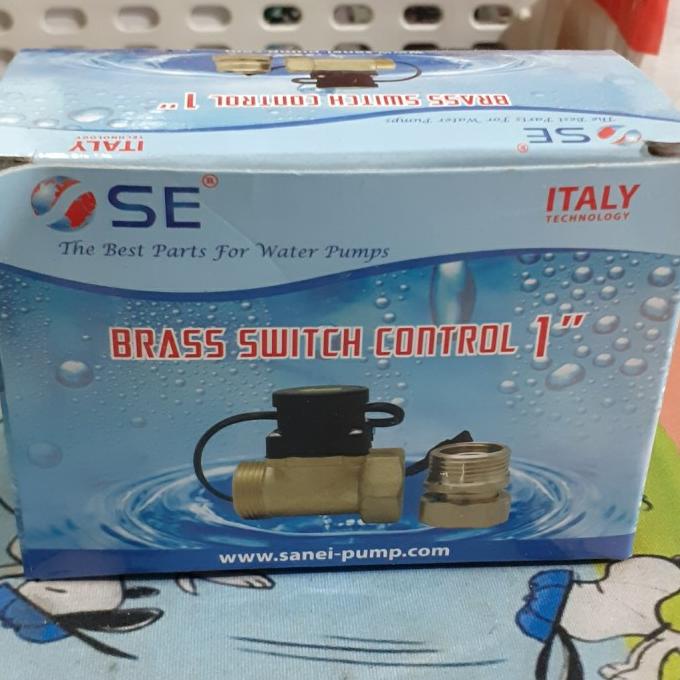 BRASS SWITCH CONTROL 1"
The Best Parts For Water Pumps
SE
ITALY
TECHNOLOGY
SE®
The Best Parts For Water Pumps
ITALY
TECHNOLOGY
BRASS SWITCH CONTROL 1"
www.sanei-pump.com